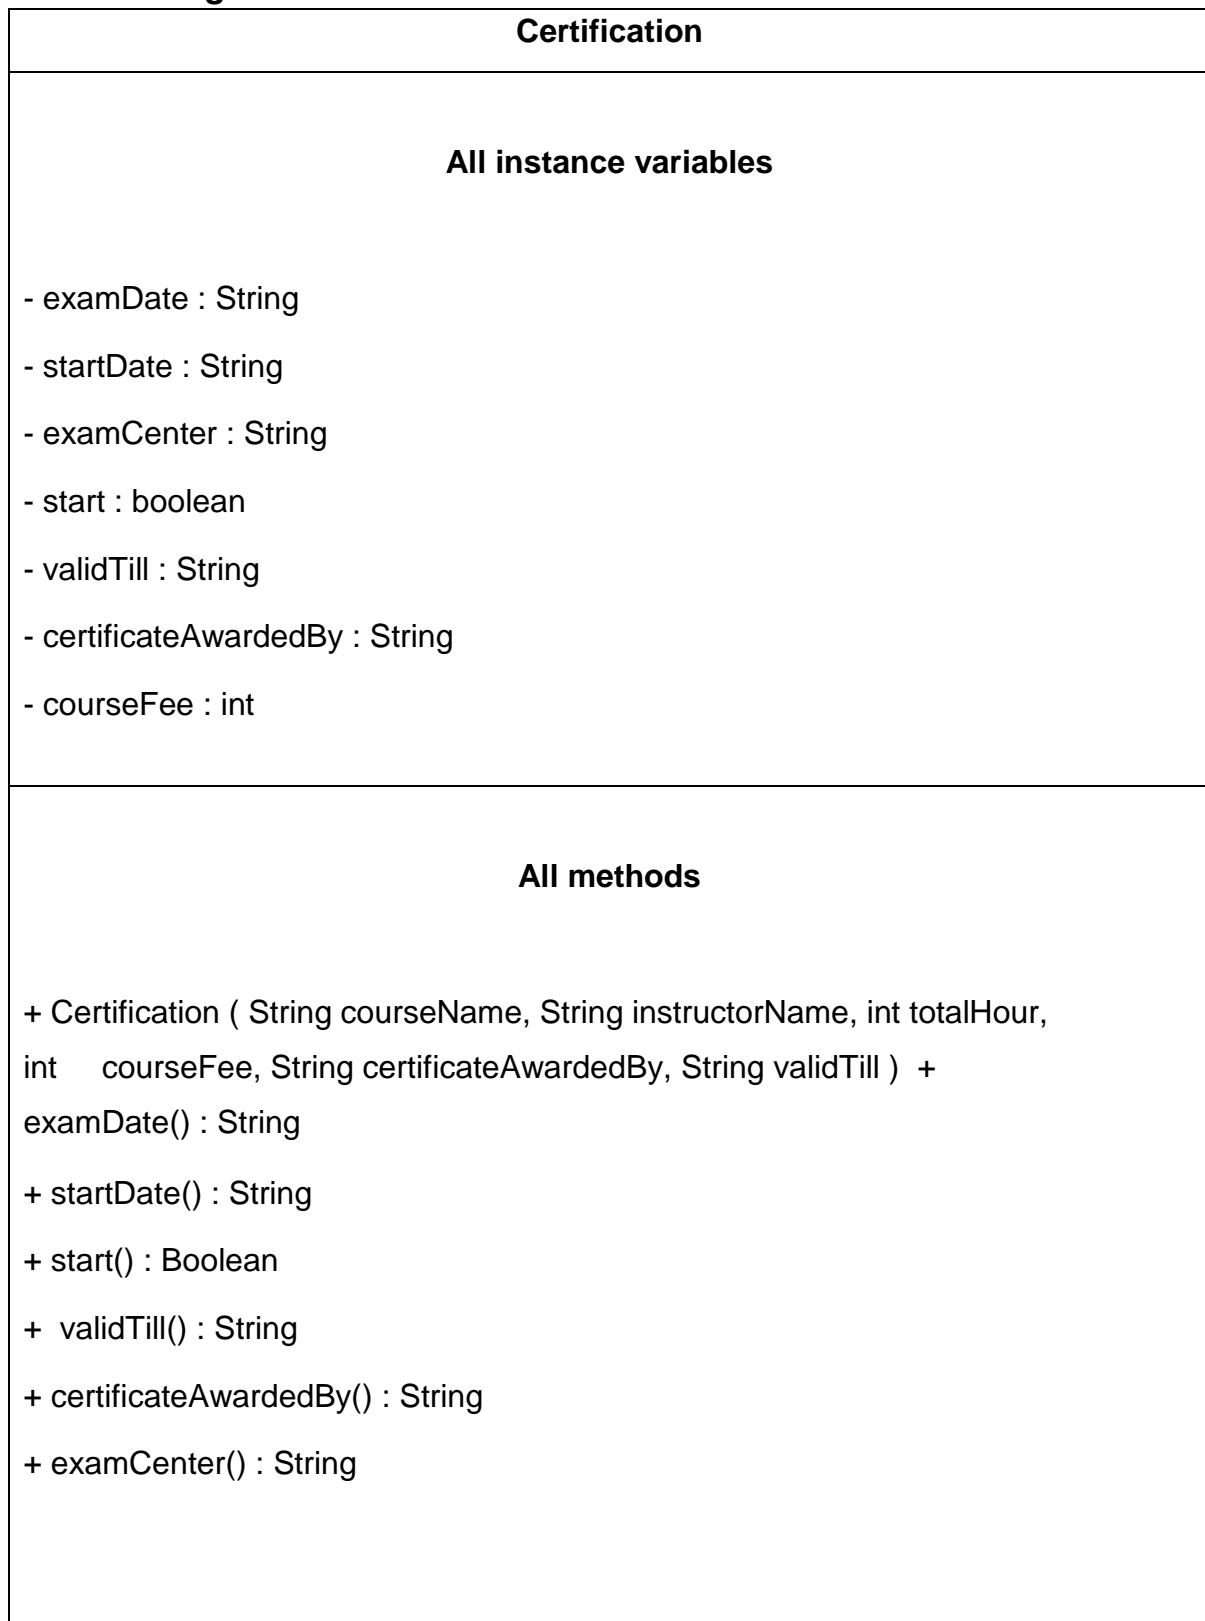 Certification
All instance variables
- examDate : String
- startDate : String
- examCenter : String
- start : boolean
- validTill : String
- certificateAwardedBy : String
- courseFee : int
All methods
+ Certification ( String courseName, String instructorName, int totalHour,
int courseFee, String certificateAwardedBy, String validTill ) +
examDate() : String
+ startDate() : String
+ start() : Boolean
+ validTill() : String
+ certificateAwardedBy() : String
+ examCenter() : String